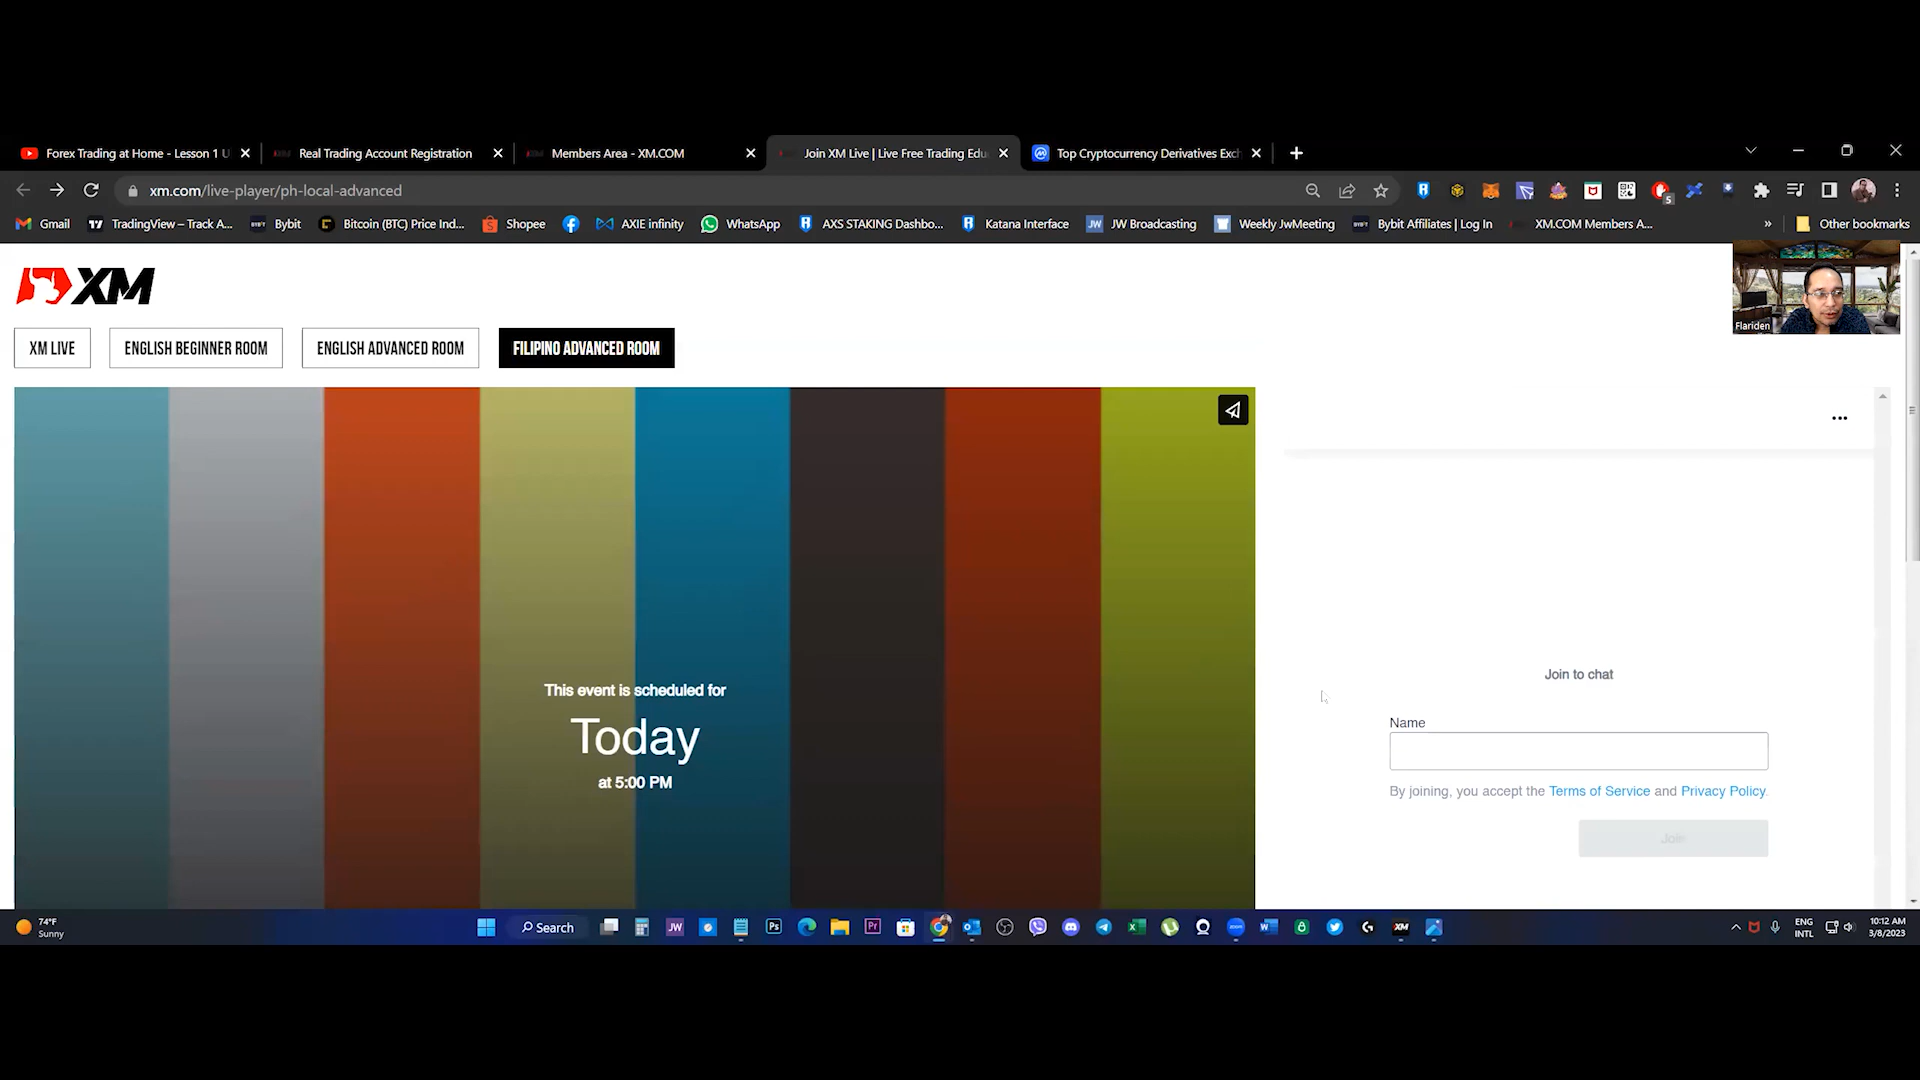 Forex Trading at Home - Lesson 1 U
Real Trading Account Registration
Members Area - XM.COM
Join XM Live | Live Free Trading Edu
Top Cryptocurrency Derivatives Exch
xm.com/live-player/ph-local-advanced
5
Gmail
TradingView – Track A...
Bybit
Bitcoin (BTC) Price Ind...
Shopee
AXIE infinity
WhatsApp
AXS STAKING Dashbo...
Katana Interface
JW Broadcasting
Weekly JwMeeting
Bybit Affiliates | Log In
XM.COM Members A...
»
Other bookmarks
XM
Flariden
XM LIVE
ENGLISH BEGINNER ROOM
ENGLISH ADVANCED ROOM
FILIPINO ADVANCED ROOM
This event is scheduled for
Today
at 5:00 PM
Join to chat
Name
By joining, you accept the Terms of Service and Privacy Policy.
Join
74°F
Sunny
Search
ENG
INTL
10:12 AM
3/8/2023